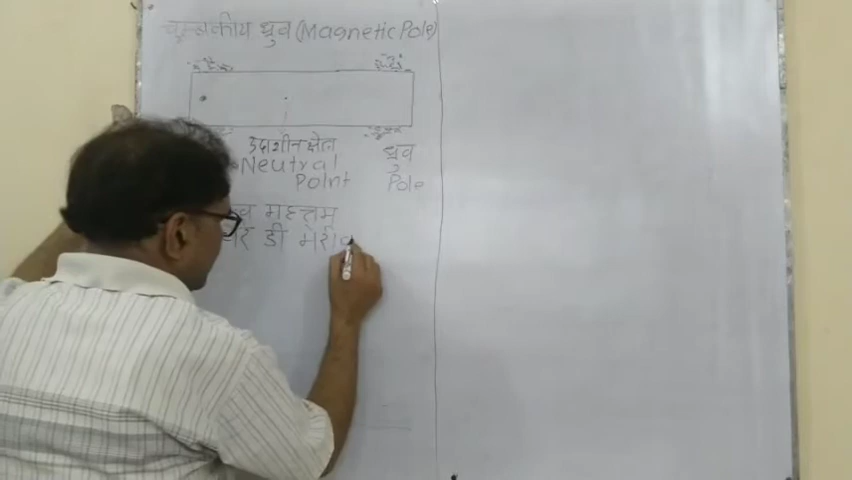 चुम्बकीय ध्रुव (Magnetic Pole)
उदाशीन क्षेत्र ध्रुव
Neutral
Point Pole
महत्तम
डी